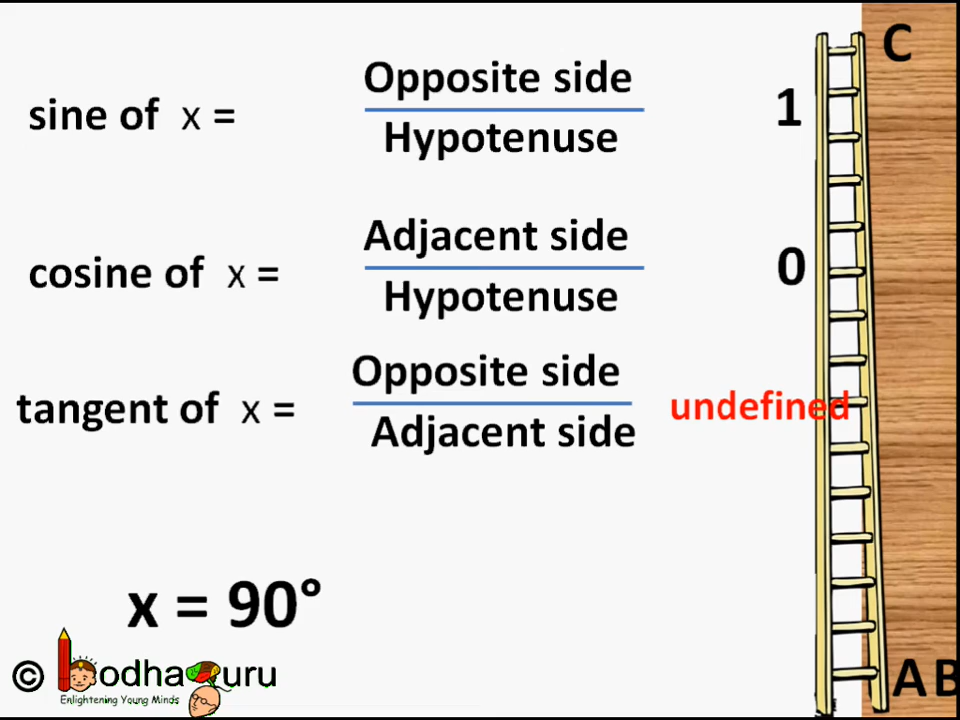 Opposite side
sine of x =
Hypotenuse
1
C
Adjacent side
cosine of x =
Hypotenuse
0
Opposite side
tangent of x =
Adjacent side
undefined
x = 90°
© BodhaGuru
Enlightening Young Minds
A B